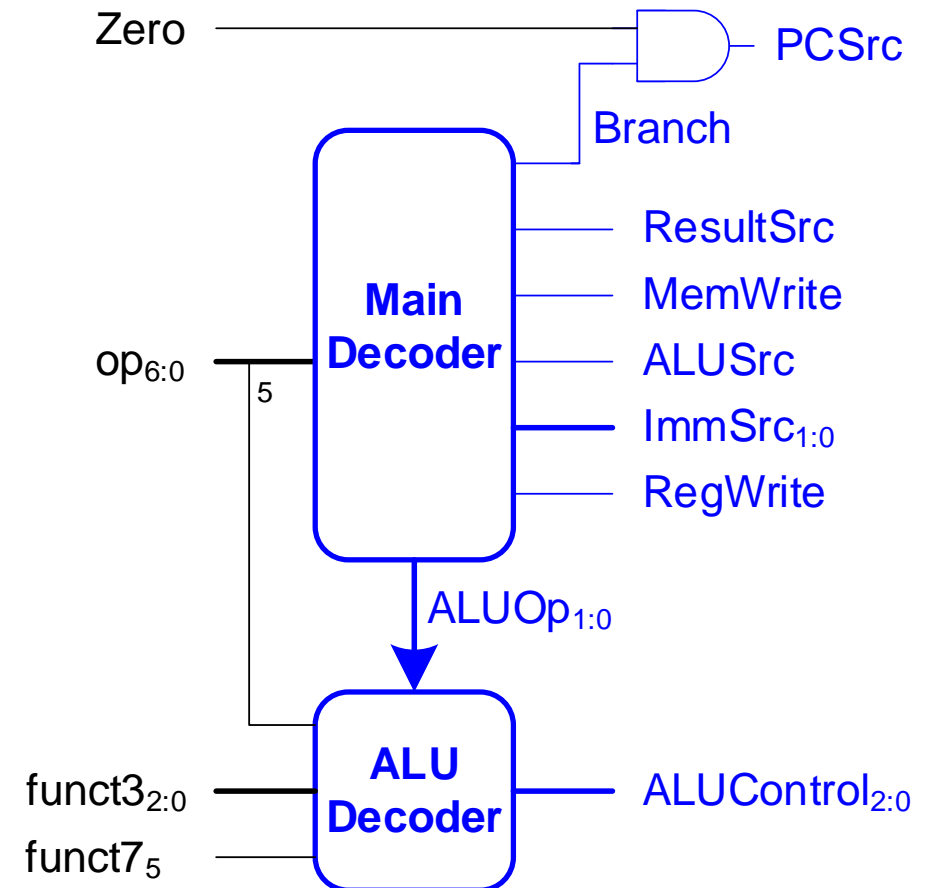 Zero
PCSrc
Branch
ResultSrc
Main
Decoder
MemWrite
op6:0
5
ALUSrc
ImmSrc1:0
RegWrite
ALUOp1:0
ALU
Decoder
funct32:0
ALUControl2:0
funct75